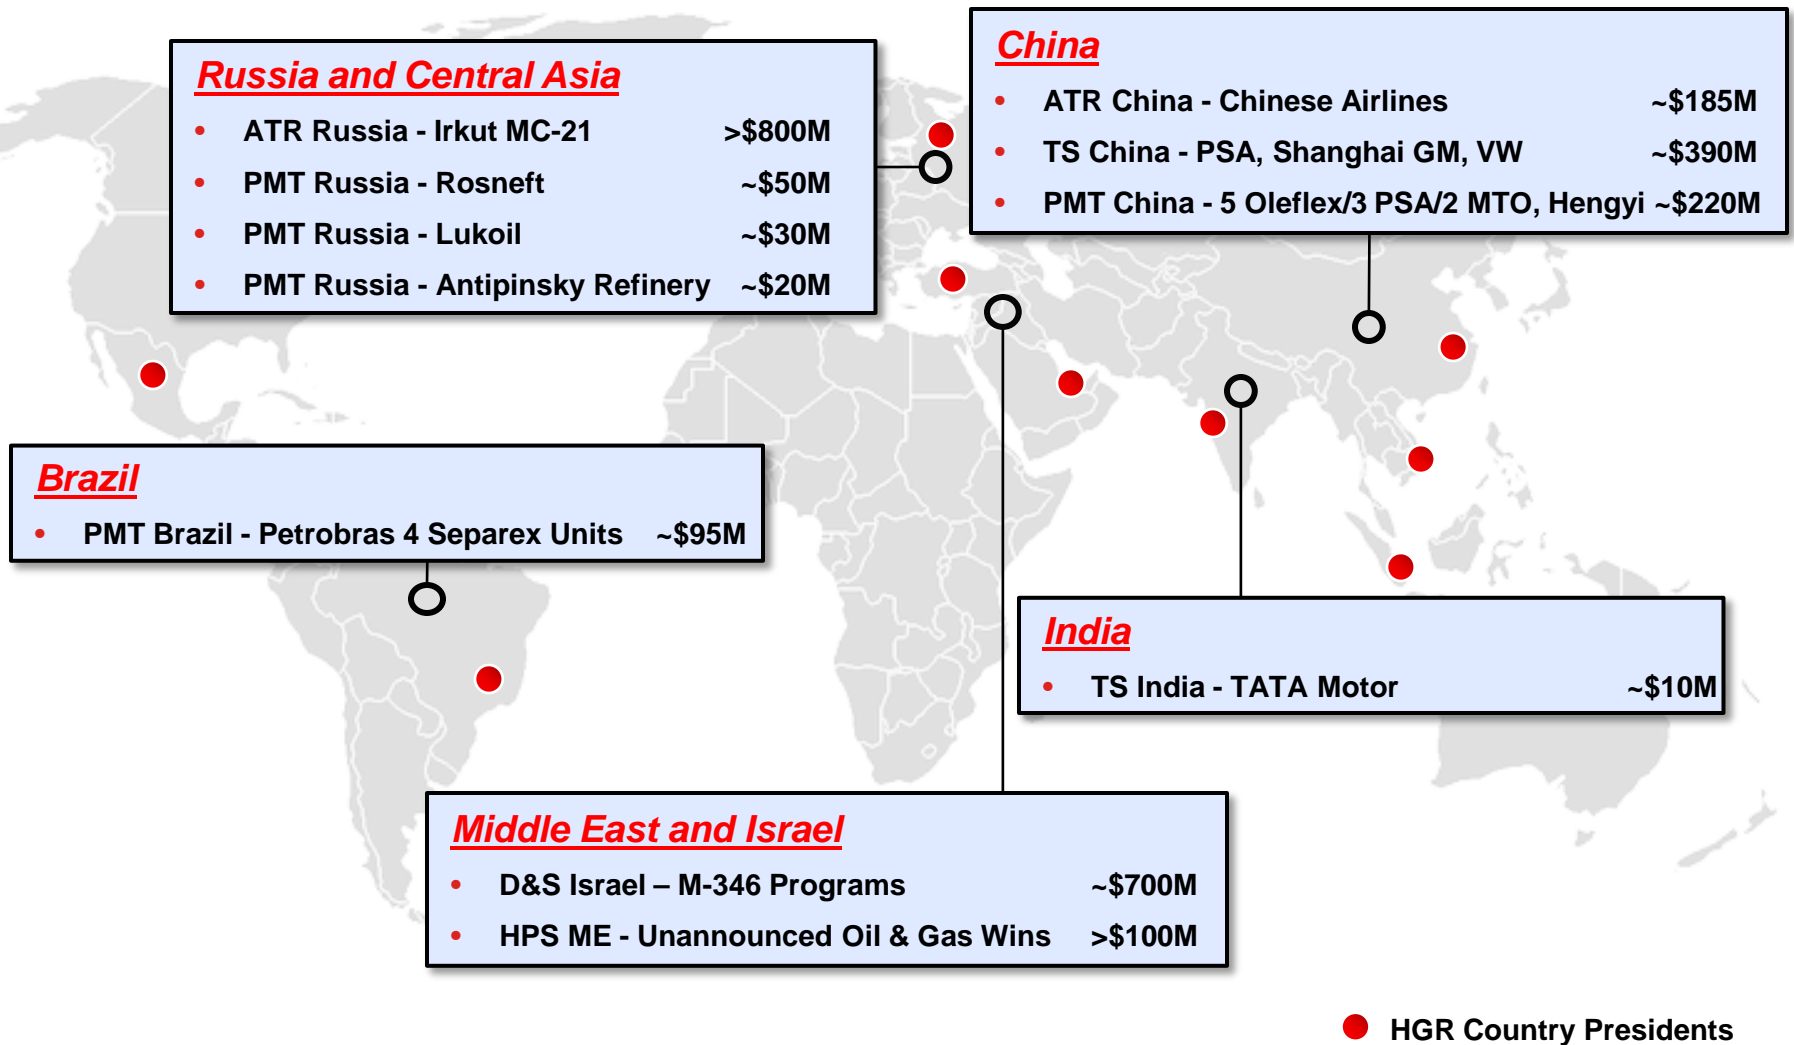 Russia and Central Asia
• ATR Russia - Irkut MC-21 >$800M
• PMT Russia - Rosneft ~$50M
• PMT Russia - Lukoil ~$30M
• PMT Russia - Antipinsky Refinery ~$20M
China
• ATR China - Chinese Airlines ~$185M
• TS China - PSA, Shanghai GM, VW ~$390M
• PMT China - 5 Oleflex/3 PSA/2 MTO, Hengyi ~$220M
Brazil
• PMT Brazil - Petrobras 4 Separex Units ~$95M
India
• TS India - TATA Motor ~$10M
Middle East and Israel
• D&S Israel – M-346 Programs ~$700M
• HPS ME - Unannounced Oil & Gas Wins >$100M
HGR Country Presidents